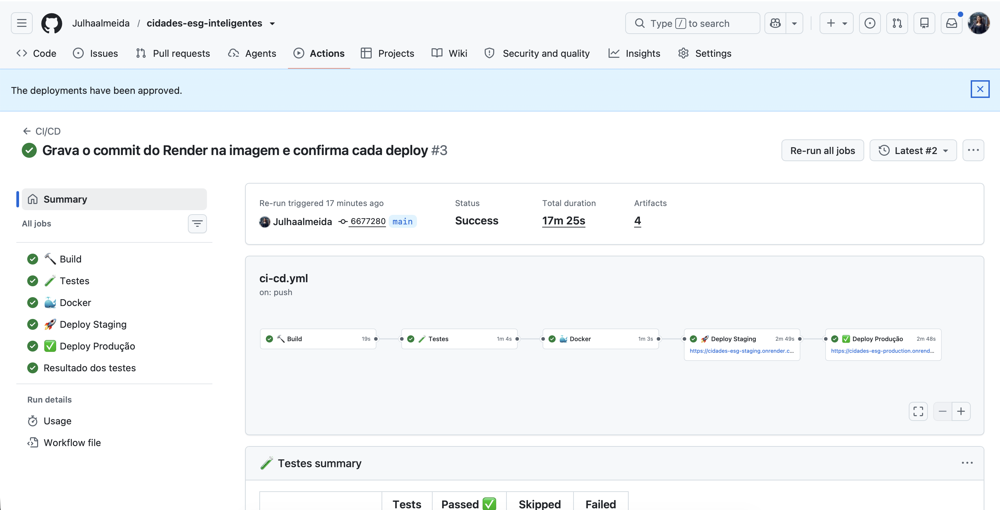 Julhaalmeida / cidades-esg-inteligentes
Type / to search
Code
Issues
Pull requests
Agents
Actions
Projects
Wiki
Security and quality
Insights
Settings
The deployments have been approved.
CI/CD
Grava o commit do Render na imagem e confirma cada deploy #3
Re-run all jobs
Latest #2
Summary
All jobs
Build
Testes
Docker
Deploy Staging
Deploy Produção
Resultado dos testes
Run details
Usage
Workflow file
Re-run triggered 17 minutes ago
Julhaalmeida 6677280 main
Status
Success
Total duration
17m 25s
Artifacts
4
ci-cd.yml
on: push
Build 19s
Testes 1m 4s
Docker 1m 3s
Deploy Staging 2m 49s
https://cidades-esg-staging.onrender.c...
Deploy Produção 2m 48s
https://cidades-esg-production.onrend...
Testes summary
Tests Passed Skipped Failed